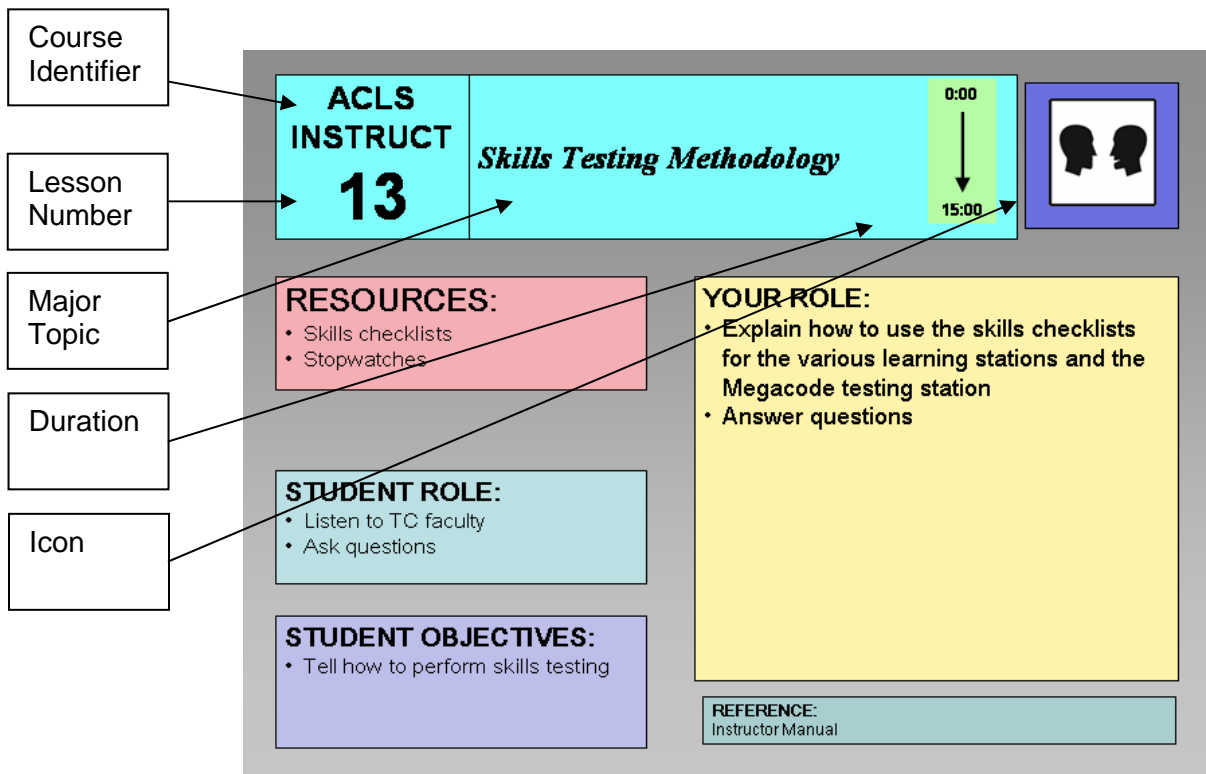 Course
Identifier
Lesson
Number
Major
Topic
Duration
Icon
ACLS
INSTRUCT
13
Skills Testing Methodology
0:00
15:00
RESOURCES:
• Skills checklists
• Stopwatches
STUDENT ROLE:
• Listen to TC faculty
• Ask questions
STUDENT OBJECTIVES:
• Tell how to perform skills testing
YOUR ROLE:
• Explain how to use the skills checklists
for the various learning stations and the
Megacode testing station
• Answer questions
REFERENCE:
Instructor Manual